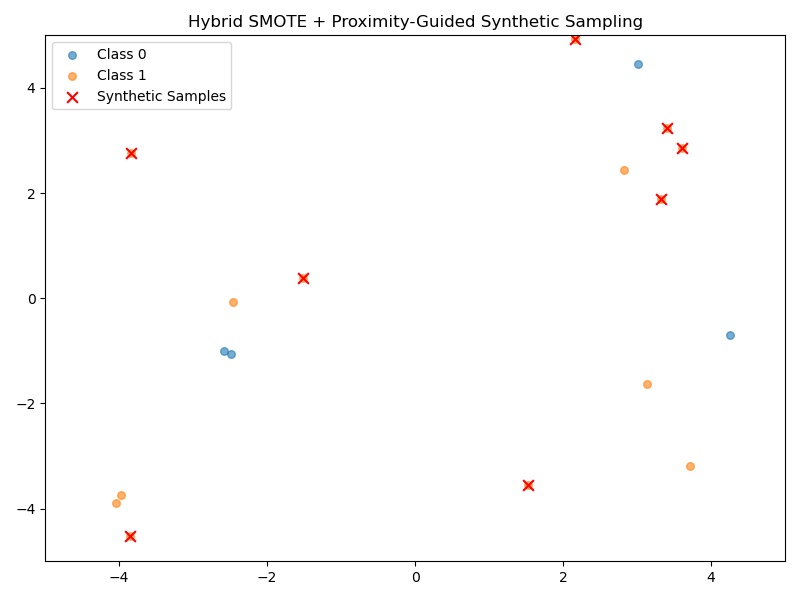 Hybrid SMOTE + Proximity-Guided Synthetic Sampling
Class 0
Class 1
Synthetic Samples
4
2
0
−2
−4
−4
−2
0
2
4